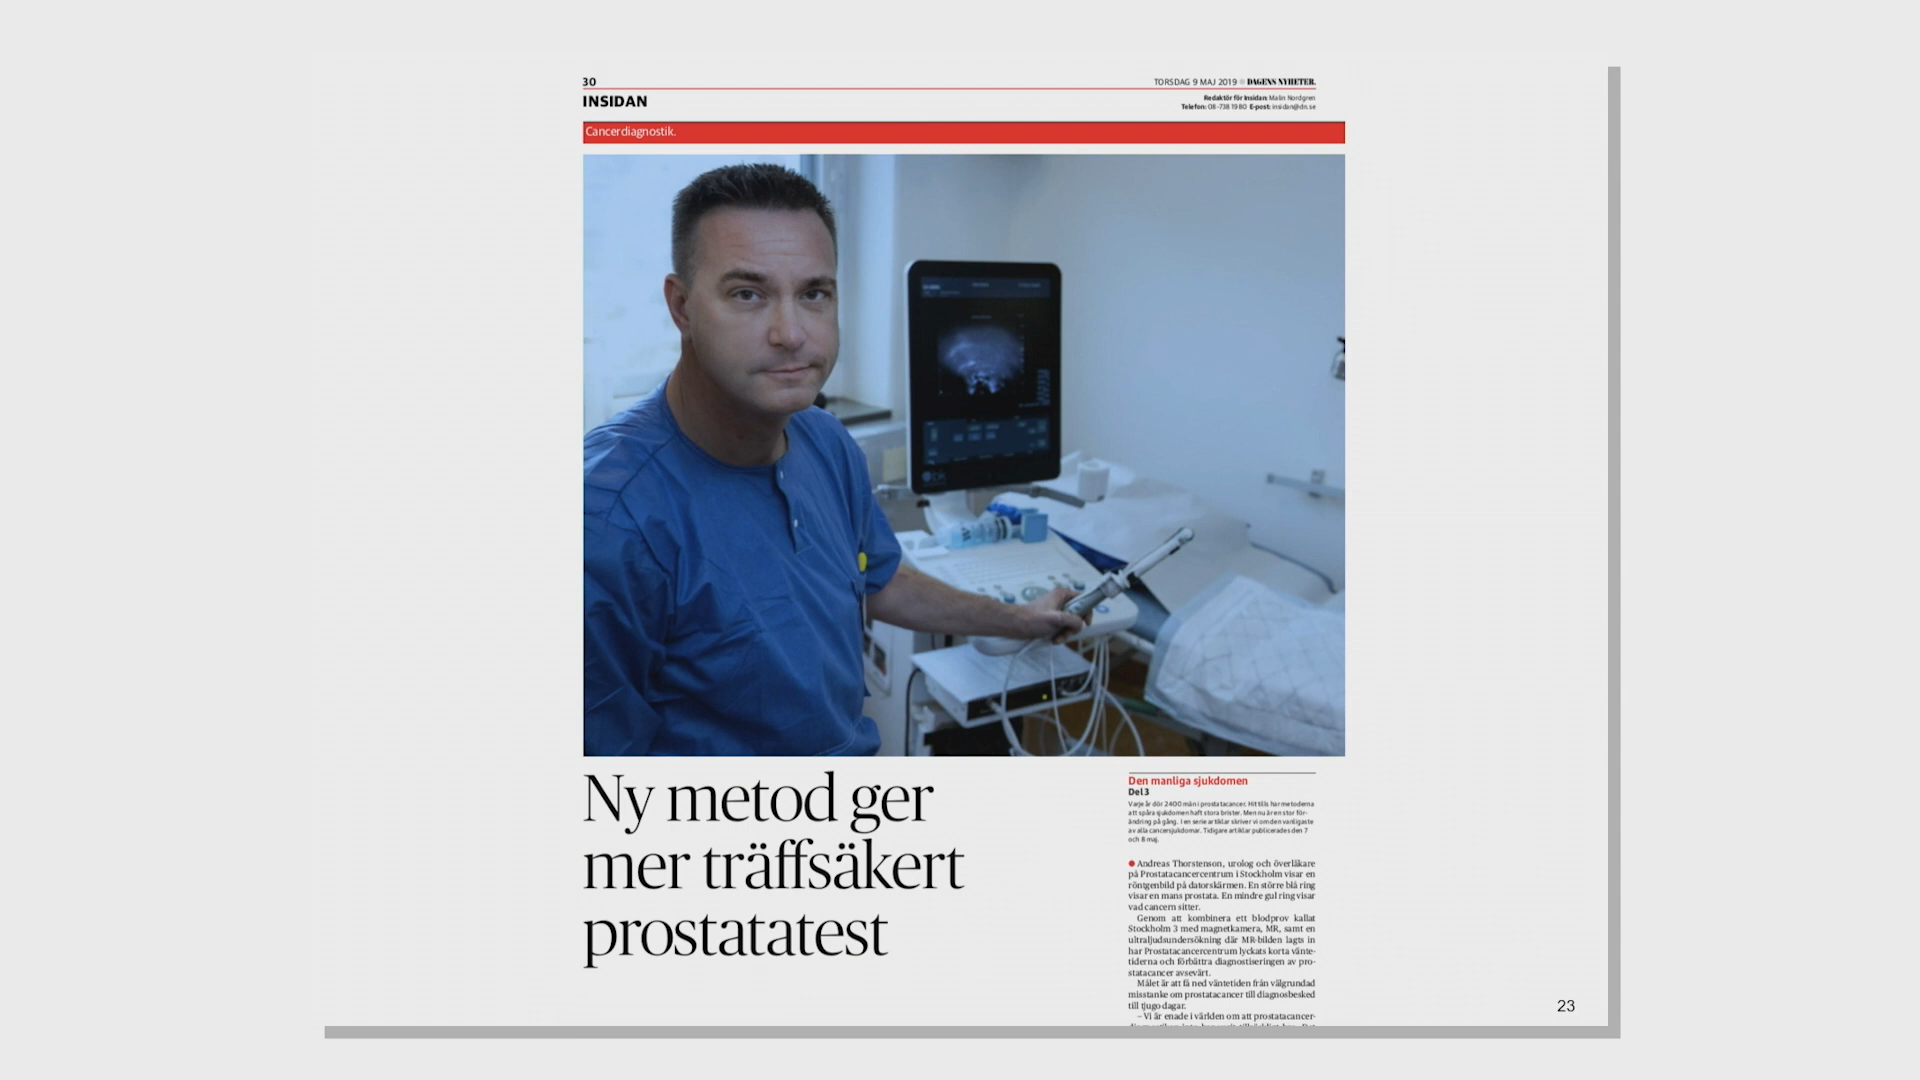 30
TORSDAG 9 MAJ 2019 DAGENS NYHETER.
INSIDAN
Redaktör för Insidan: Malin Nordgren
Telefon: 08-738 19 80 E-post: insidan@dn.se
Cancerdiagnostik.
Ny metod ger
mer träffsäkert
prostatatest
Den manliga sjukdomen
Del 3
Varje år dör 2400 män i prostatacancer. Hittills har metoderna
att spåra sjukdomen haft stora brister. Men nu är en stor för-
ändring på gång. I en serie artiklar skriver vi om den vanligaste
av alla cancersjukdomar. Tidigare artiklar publicerades den 7
och 8 maj.
Andreas Thorstenson, urolog och överläkare
på Prostatacancercentrum i Stockholm visar en
röntgenbild på datorskärmen. En större blå ring
visar en mans prostata. En mindre gul ring visar
vad cancern sitter.
Genom att kombinera ett blodprov kallat
Stockholm 3 med magnetkamera, MR, samt en
ultraljudsundersökning där MR-bilden lagts in
har Prostatacancercentrum lyckats korta vänte-
tiderna och förbättra diagnostiseringen av pro-
statacancer avsevärt.
Målet är att få ned väntetiden från välgrundad
misstanke om prostatacancer till diagnosbesked
till tjugo dagar.
– Vi är enade i världen om att prostatacancer-
23